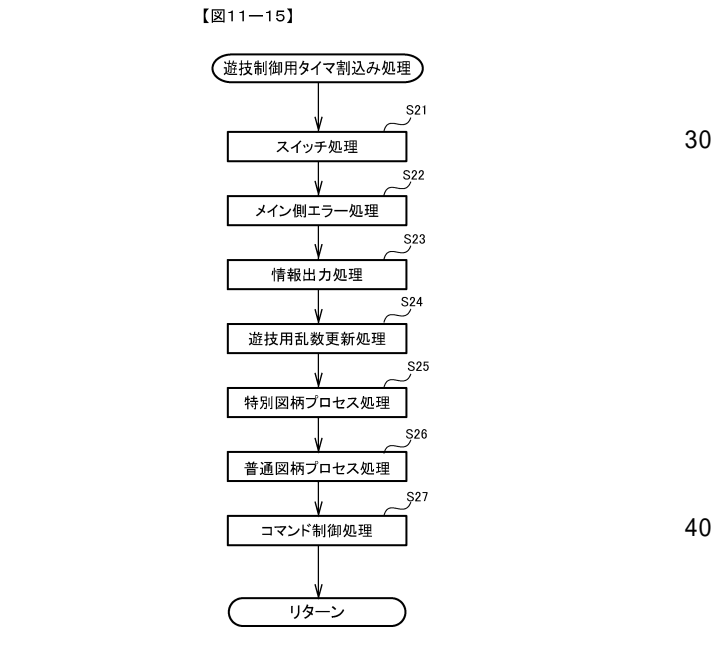 【図11－15】
遊技制御用タイマ割込み処理
S21
スイッチ処理
30
S22
メイン側エラー処理
S23
情報出力処理
S24
遊技用乱数更新処理
S25
特別図柄プロセス処理
S26
普通図柄プロセス処理
S27
コマンド制御処理
40
リターン